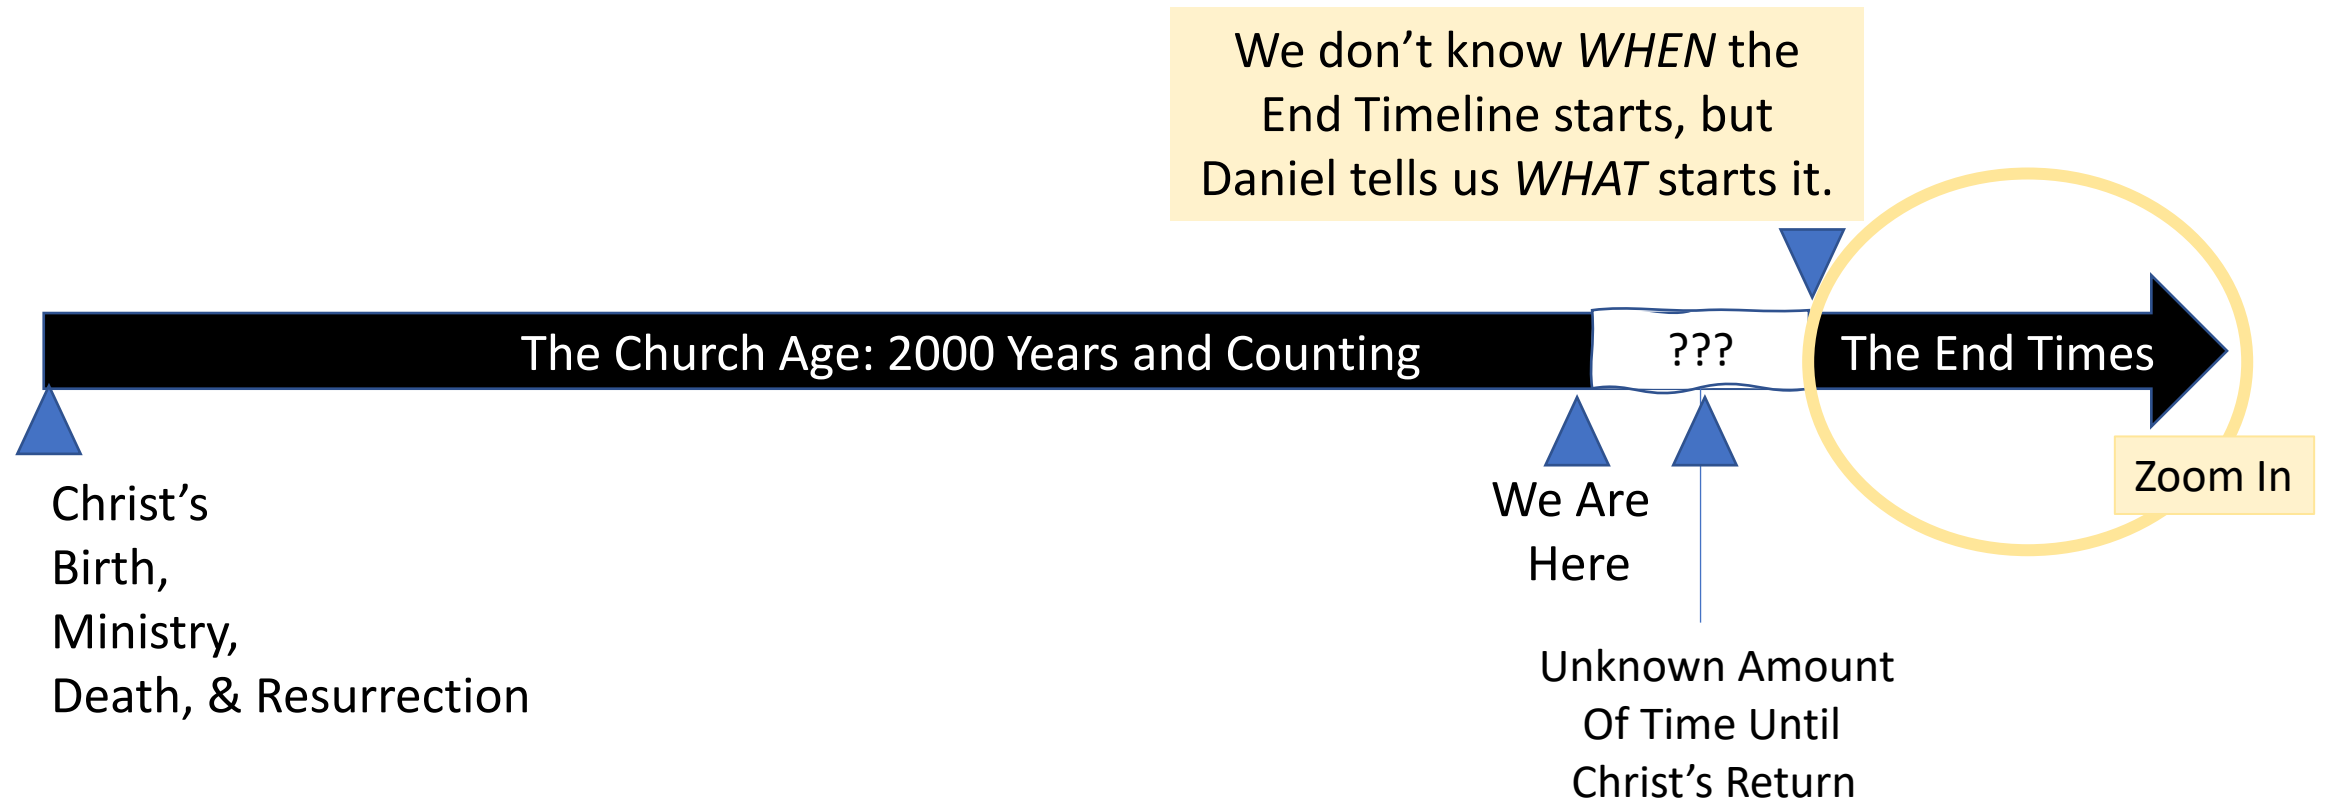 We don’t know WHEN the
End Timeline starts, but
Daniel tells us WHAT starts it.
The Church Age: 2000 Years and Counting
???
The End Times
Zoom In
Christ’s
Birth,
Ministry,
Death, & Resurrection
We Are
Here
Unknown Amount
Of Time Until
Christ’s Return